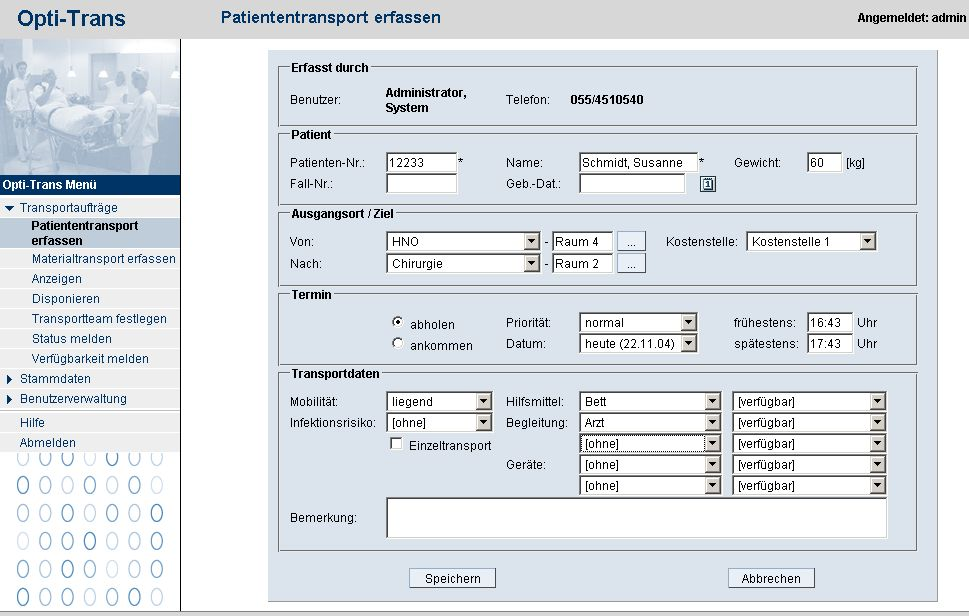 Opti-Trans
Patiententransport erfassen
Angemeldet: admin
Opti-Trans Menü
Transportaufträge
Patiententransport
erfassen
Materialtransport erfassen
Anzeigen
Disponieren
Transportteam festlegen
Status melden
Verfügbarkeit melden
Stammdaten
Benutzerverwaltung
Hilfe
Abmelden
Erfasst durch
Benutzer: Administrator, Telefon: 055/4510540
System
Patient
Patienten-Nr.: 12233 * Name: Schmidt, Susanne * Gewicht: 60 [kg]
Fall-Nr.: Geb.-Dat.: 1
Ausgangsort / Ziel
Von: HNO - Raum 4 ... Kostenstelle: Kostenstelle 1
Nach: Chirurgie - Raum 2 ...
Termin
abholen Priorität: normal frühestens: 16:43 Uhr
ankommen Datum: heute (22.11.04) spätestens: 17:43 Uhr
Transportdaten
Mobilität: liegend Hilfsmittel: Bett [verfügbar]
Infektionsrisiko: [ohne] Begleitung: Arzt [verfügbar]
Einzeltransport [ohne] [verfügbar]
Geräte: [ohne] [verfügbar]
[ohne] [verfügbar]
Bemerkung:
Speichern Abbrechen